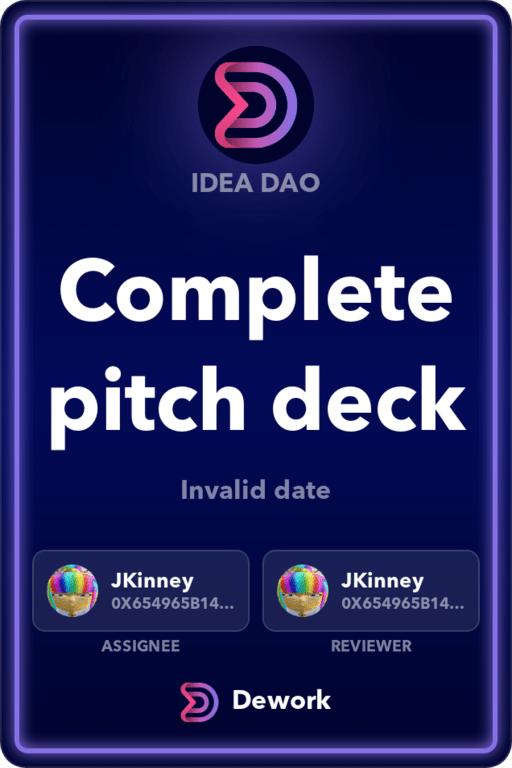 IDEA DAO
Complete
pitch deck
Invalid date
JKinney
0X654965B14...
ASSIGNEE
JKinney
0X654965B14...
REVIEWER
Dework